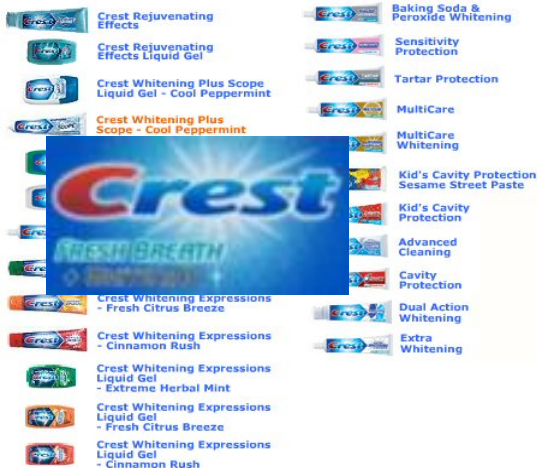 Crest Rejuvenating
Effects
Crest Rejuvenating
Effects Liquid Gel
Crest Whitening Plus Scope
Liquid Gel - Cool Peppermint
Crest Whitening Plus
Scope - Cool Peppermint
Crest
FRESH BREATH
Crest Whitening Expressions
- Fresh Citrus Breeze
Crest Whitening Expressions
- Cinnamon Rush
Crest Whitening Expressions
Liquid Gel
- Extreme Herbal Mint
Crest Whitening Expressions
Liquid Gel
- Fresh Citrus Breeze
Crest Whitening Expressions
Liquid Gel
- Cinnamon Rush
Baking Soda &
Peroxide Whitening
Sensitivity
Protection
Tartar Protection
MultiCare
MultiCare
Whitening
Kid's Cavity Protection
Sesame Street Paste
Kid's Cavity
Protection
Advanced
Cleaning
Cavity
Protection
Dual Action
Whitening
Extra
Whitening